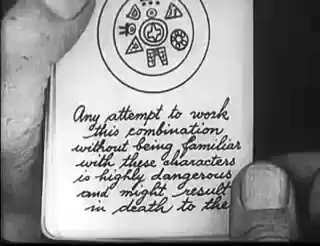 Any attempt to work
this combination
without being familiar
with these characters
is highly dangerous
and might result
in death to the